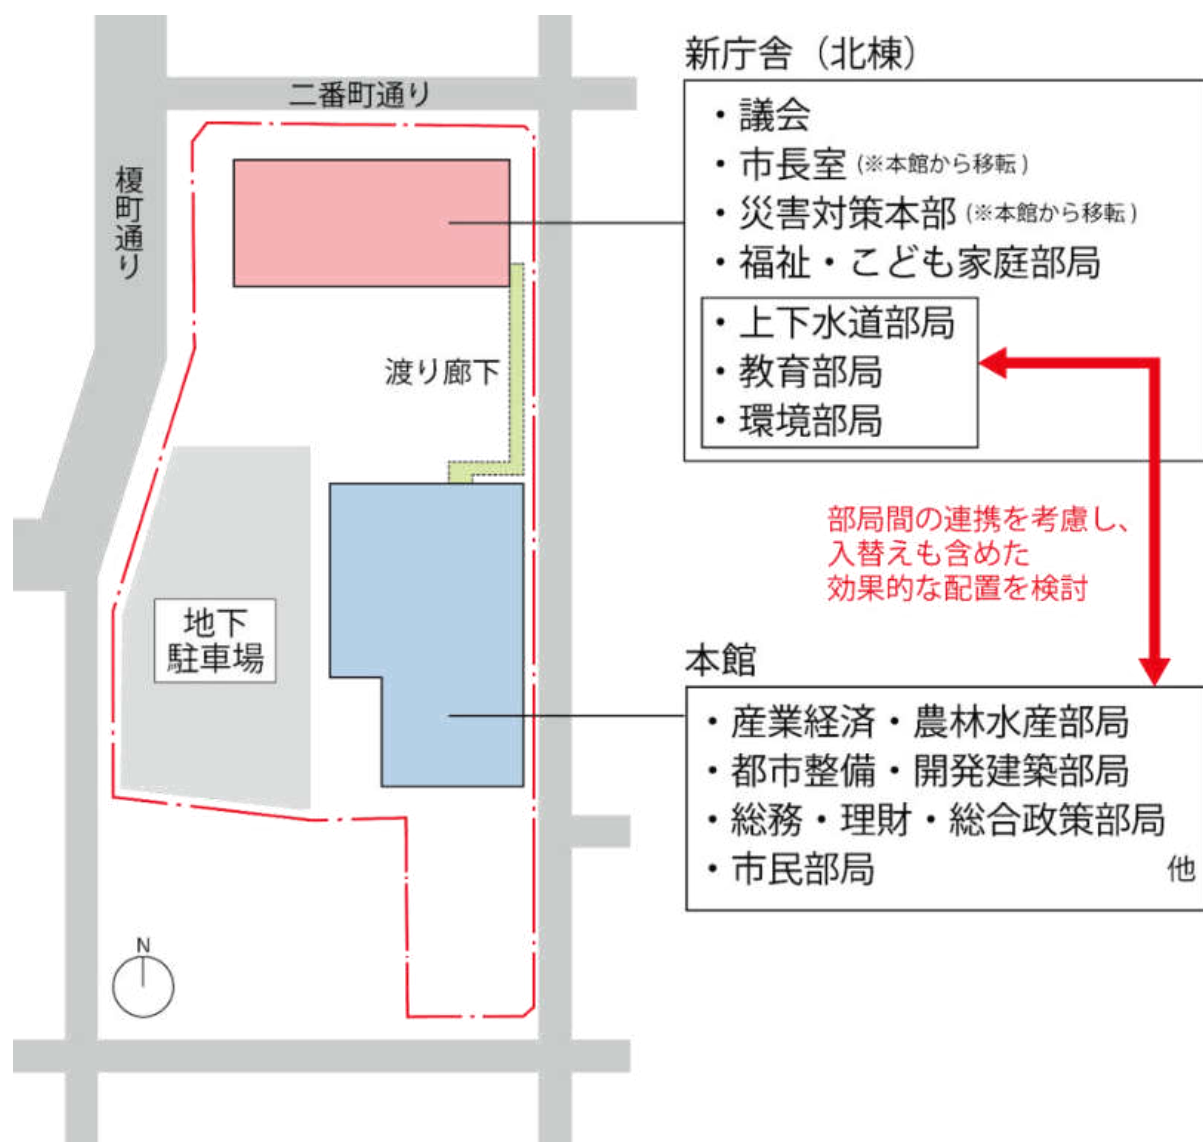 新庁舎（北棟）
二番町通り
榎町通り
・議会
・市長室 (※本館から移転)
・災害対策本部 (※本館から移転)
・福祉・こども家庭部局
・上下水道部局
・教育部局
・環境部局
渡り廊下
部局間の連携を考慮し、
入替えも含めた
効果的な配置を検討
地下
駐車場
本館
・産業経済・農林水産部局
・都市整備・開発建築部局
・総務・理財・総合政策部局
・市民部局 他
N